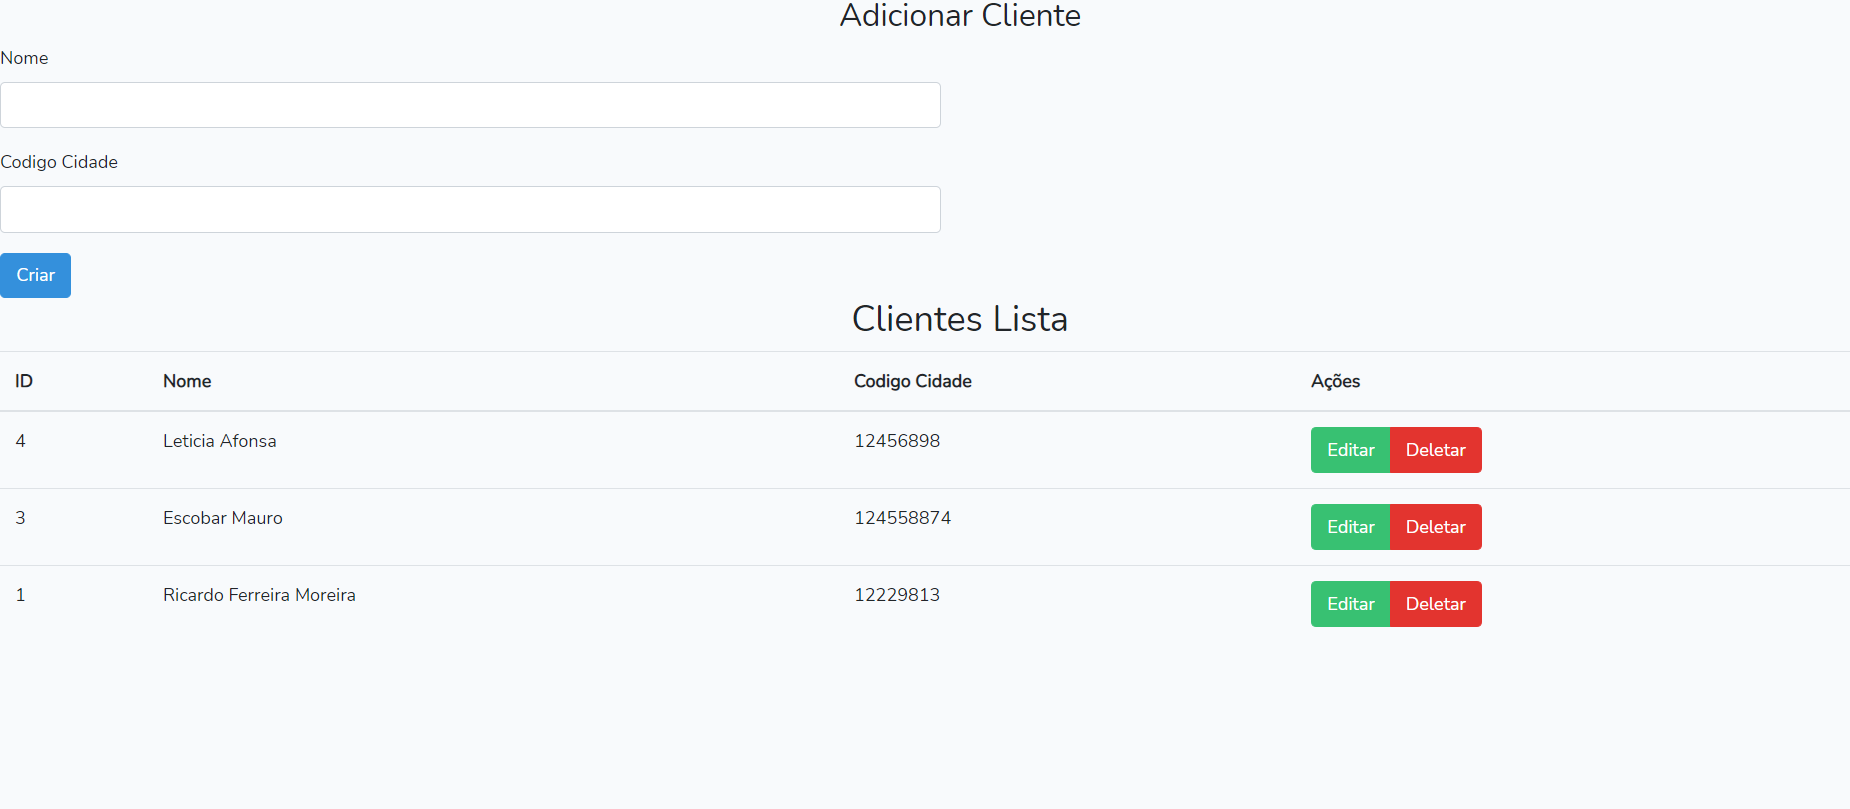 Adicionar Cliente
Nome
Codigo Cidade
Criar
Clientes Lista
ID Nome Codigo Cidade Ações
4 Leticia Afonsa 12456898 Editar Deletar
3 Escobar Mauro 124558874 Editar Deletar
1 Ricardo Ferreira Moreira 12229813 Editar Deletar